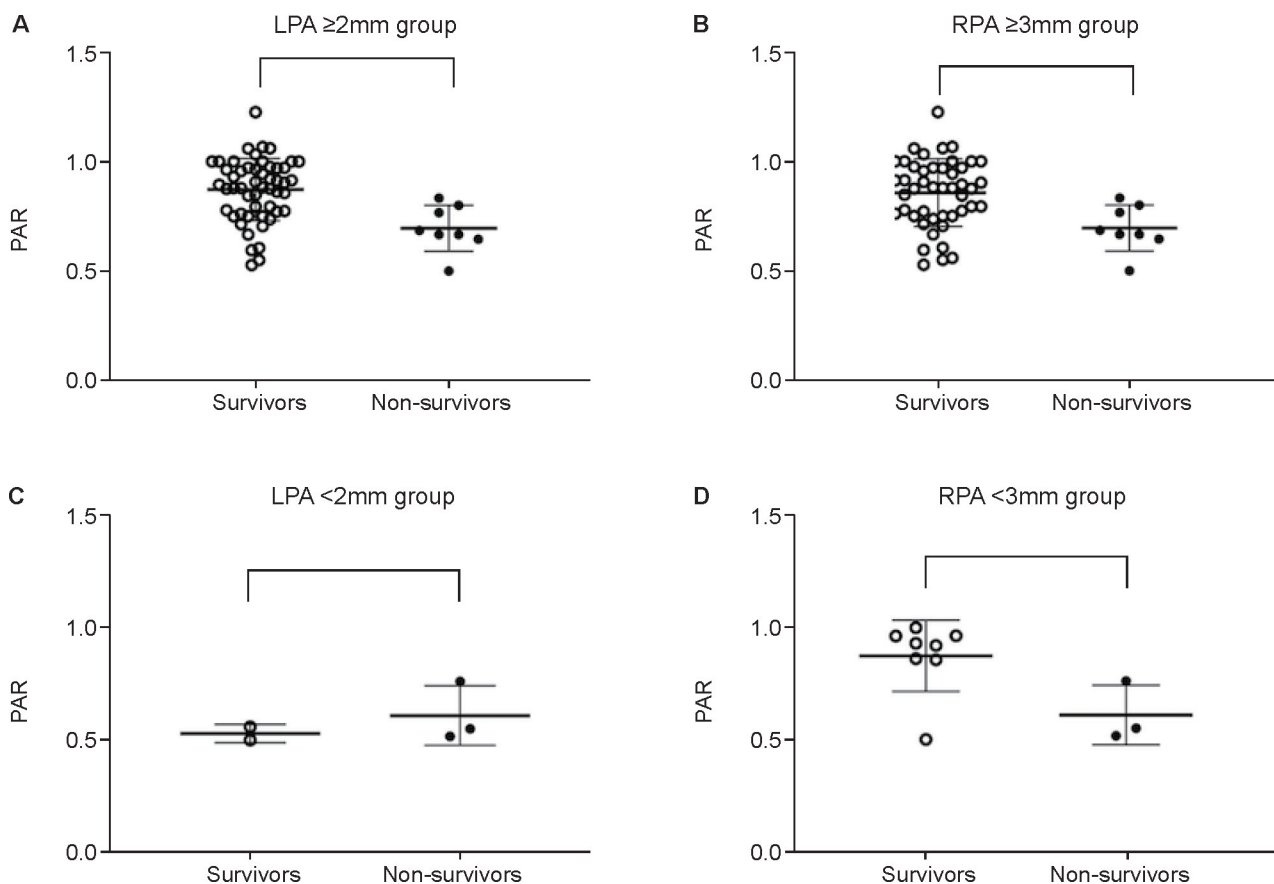 A
LPA ≥2mm group
PAR
1.5
1.0
0.5
0.0
Survivors Non-survivors
B
RPA ≥3mm group
PAR
1.5
1.0
0.5
0.0
Survivors Non-survivors
C
LPA <2mm group
PAR
1.5
1.0
0.5
0.0
Survivors Non-survivors
D
RPA <3mm group
PAR
1.5
1.0
0.5
0.0
Survivors Non-survivors